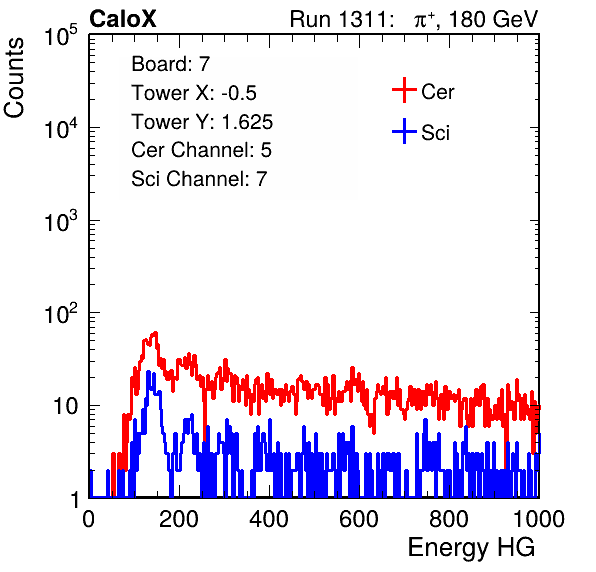 CaloX Run 1311: π⁺, 180 GeV
Counts
10⁵
10⁴
10³
10²
10
1
Board: 7
Tower X: -0.5
Tower Y: 1.625
Cer Channel: 5
Sci Channel: 7
Cer
Sci
0 200 400 600 800 1000
Energy HG